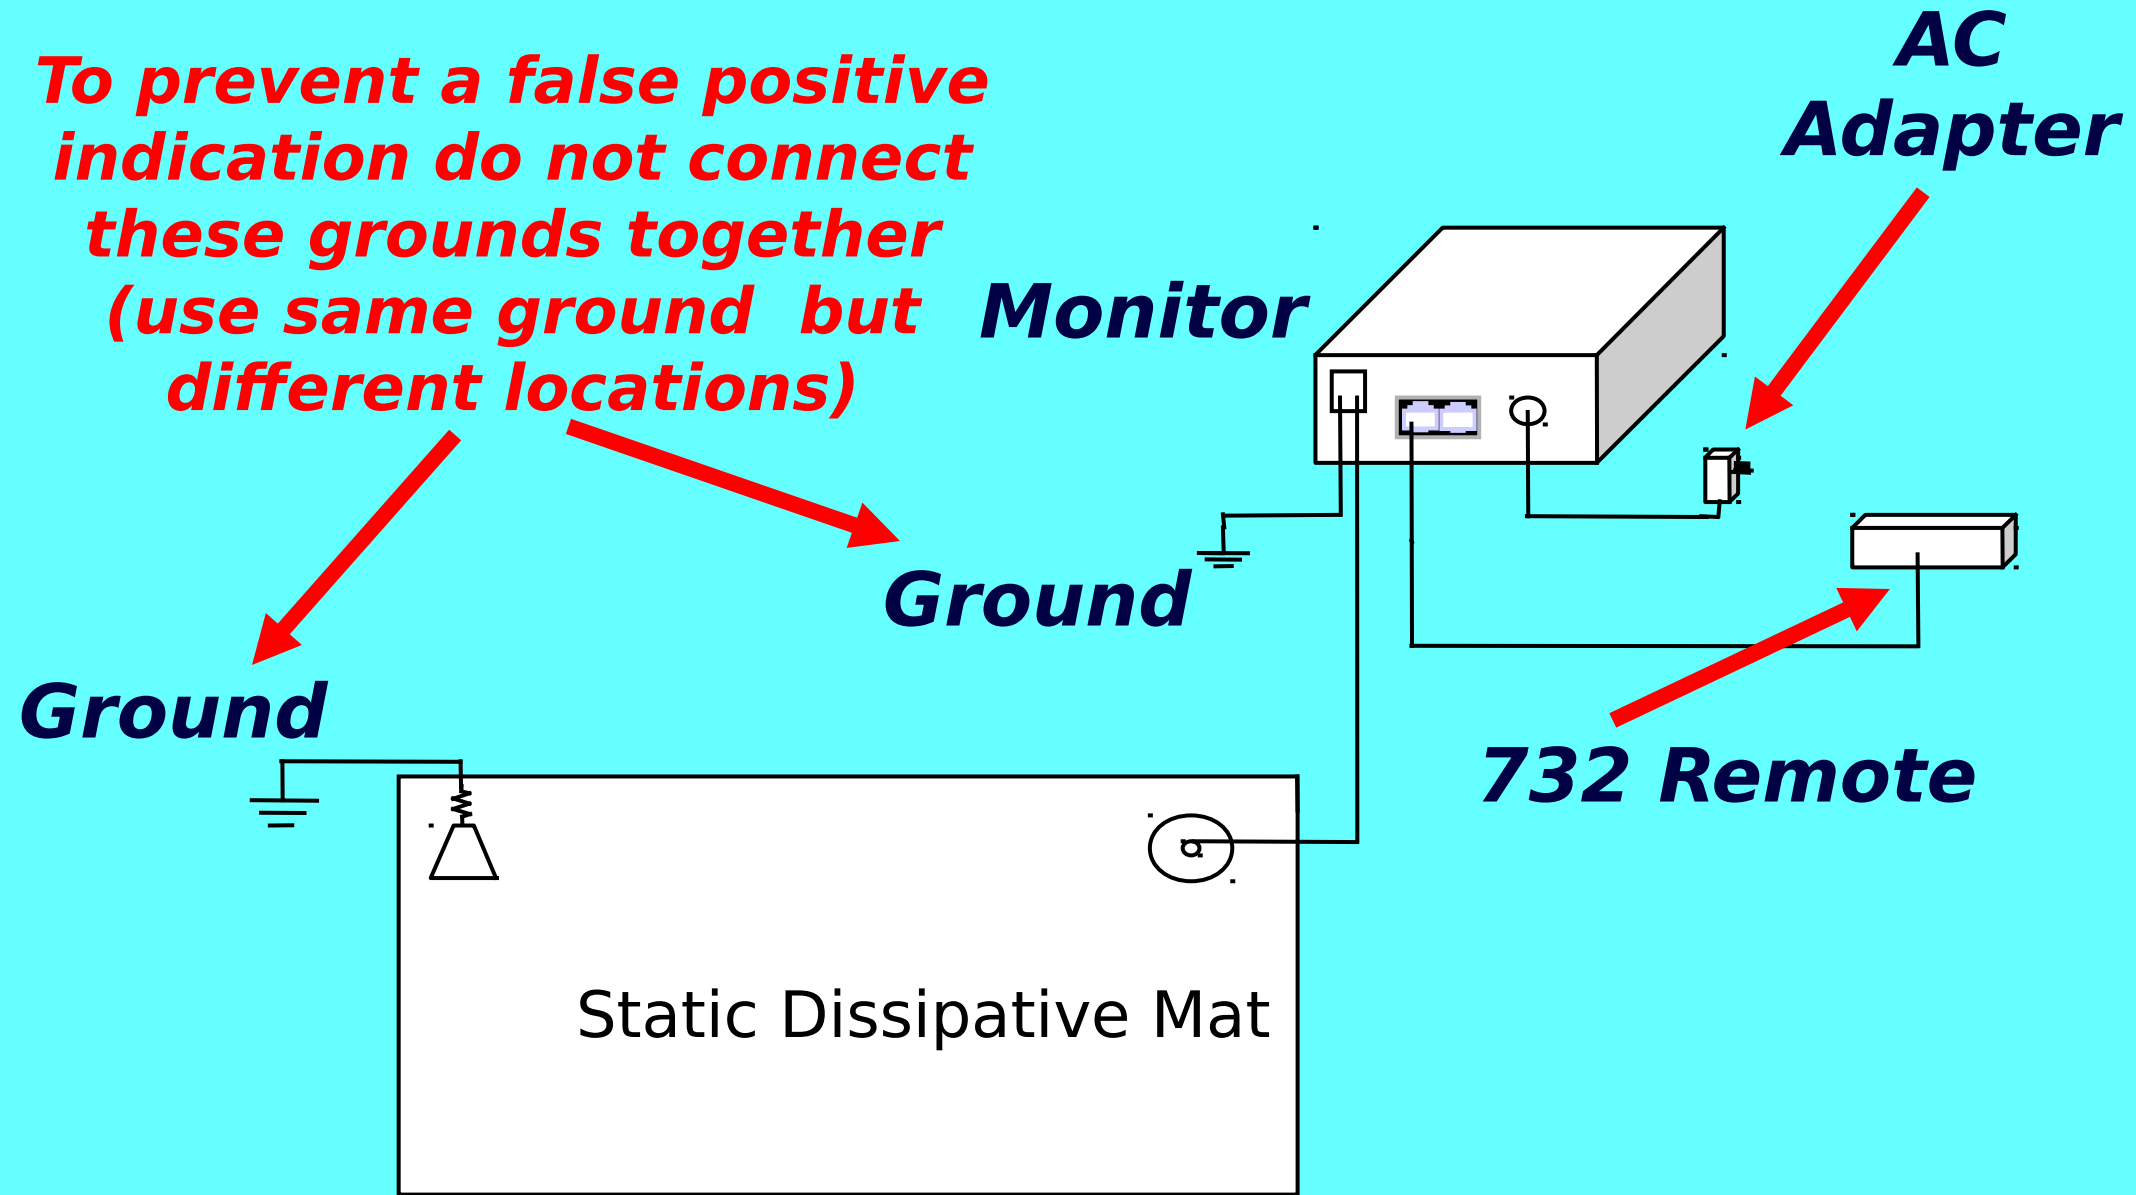 To prevent a false positive
indication do not connect
these grounds together
(use same ground but
different locations)
AC
Adapter
Monitor
Ground
Ground
732 Remote
Static Dissipative Mat